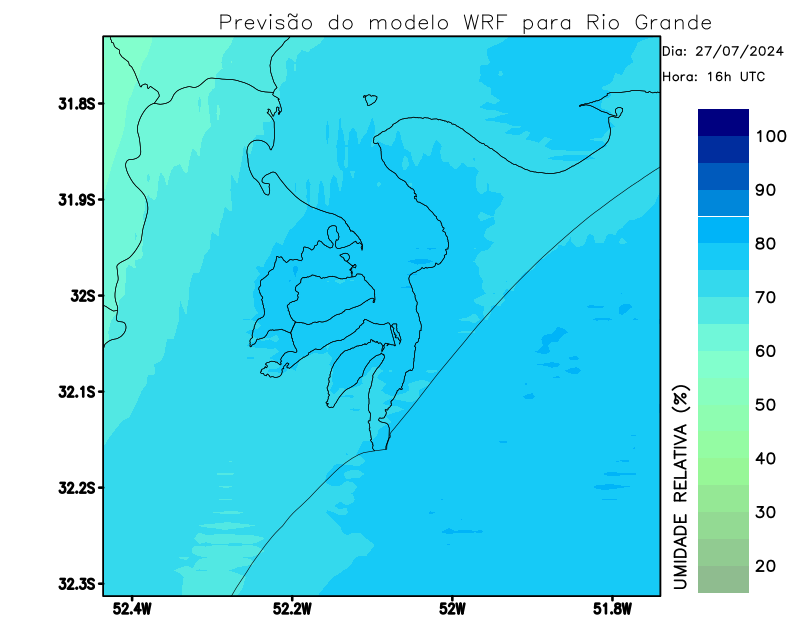 Previsão do modelo WRF para Rio Grande
Dia: 27/07/2024
Hora: 16h UTC
31.8S
31.9S
32S
32.1S
32.2S
32.3S
52.4W
52.2W
52W
51.8W
100
90
80
70
60
50
40
30
20
UMIDADE RELATIVA (%)